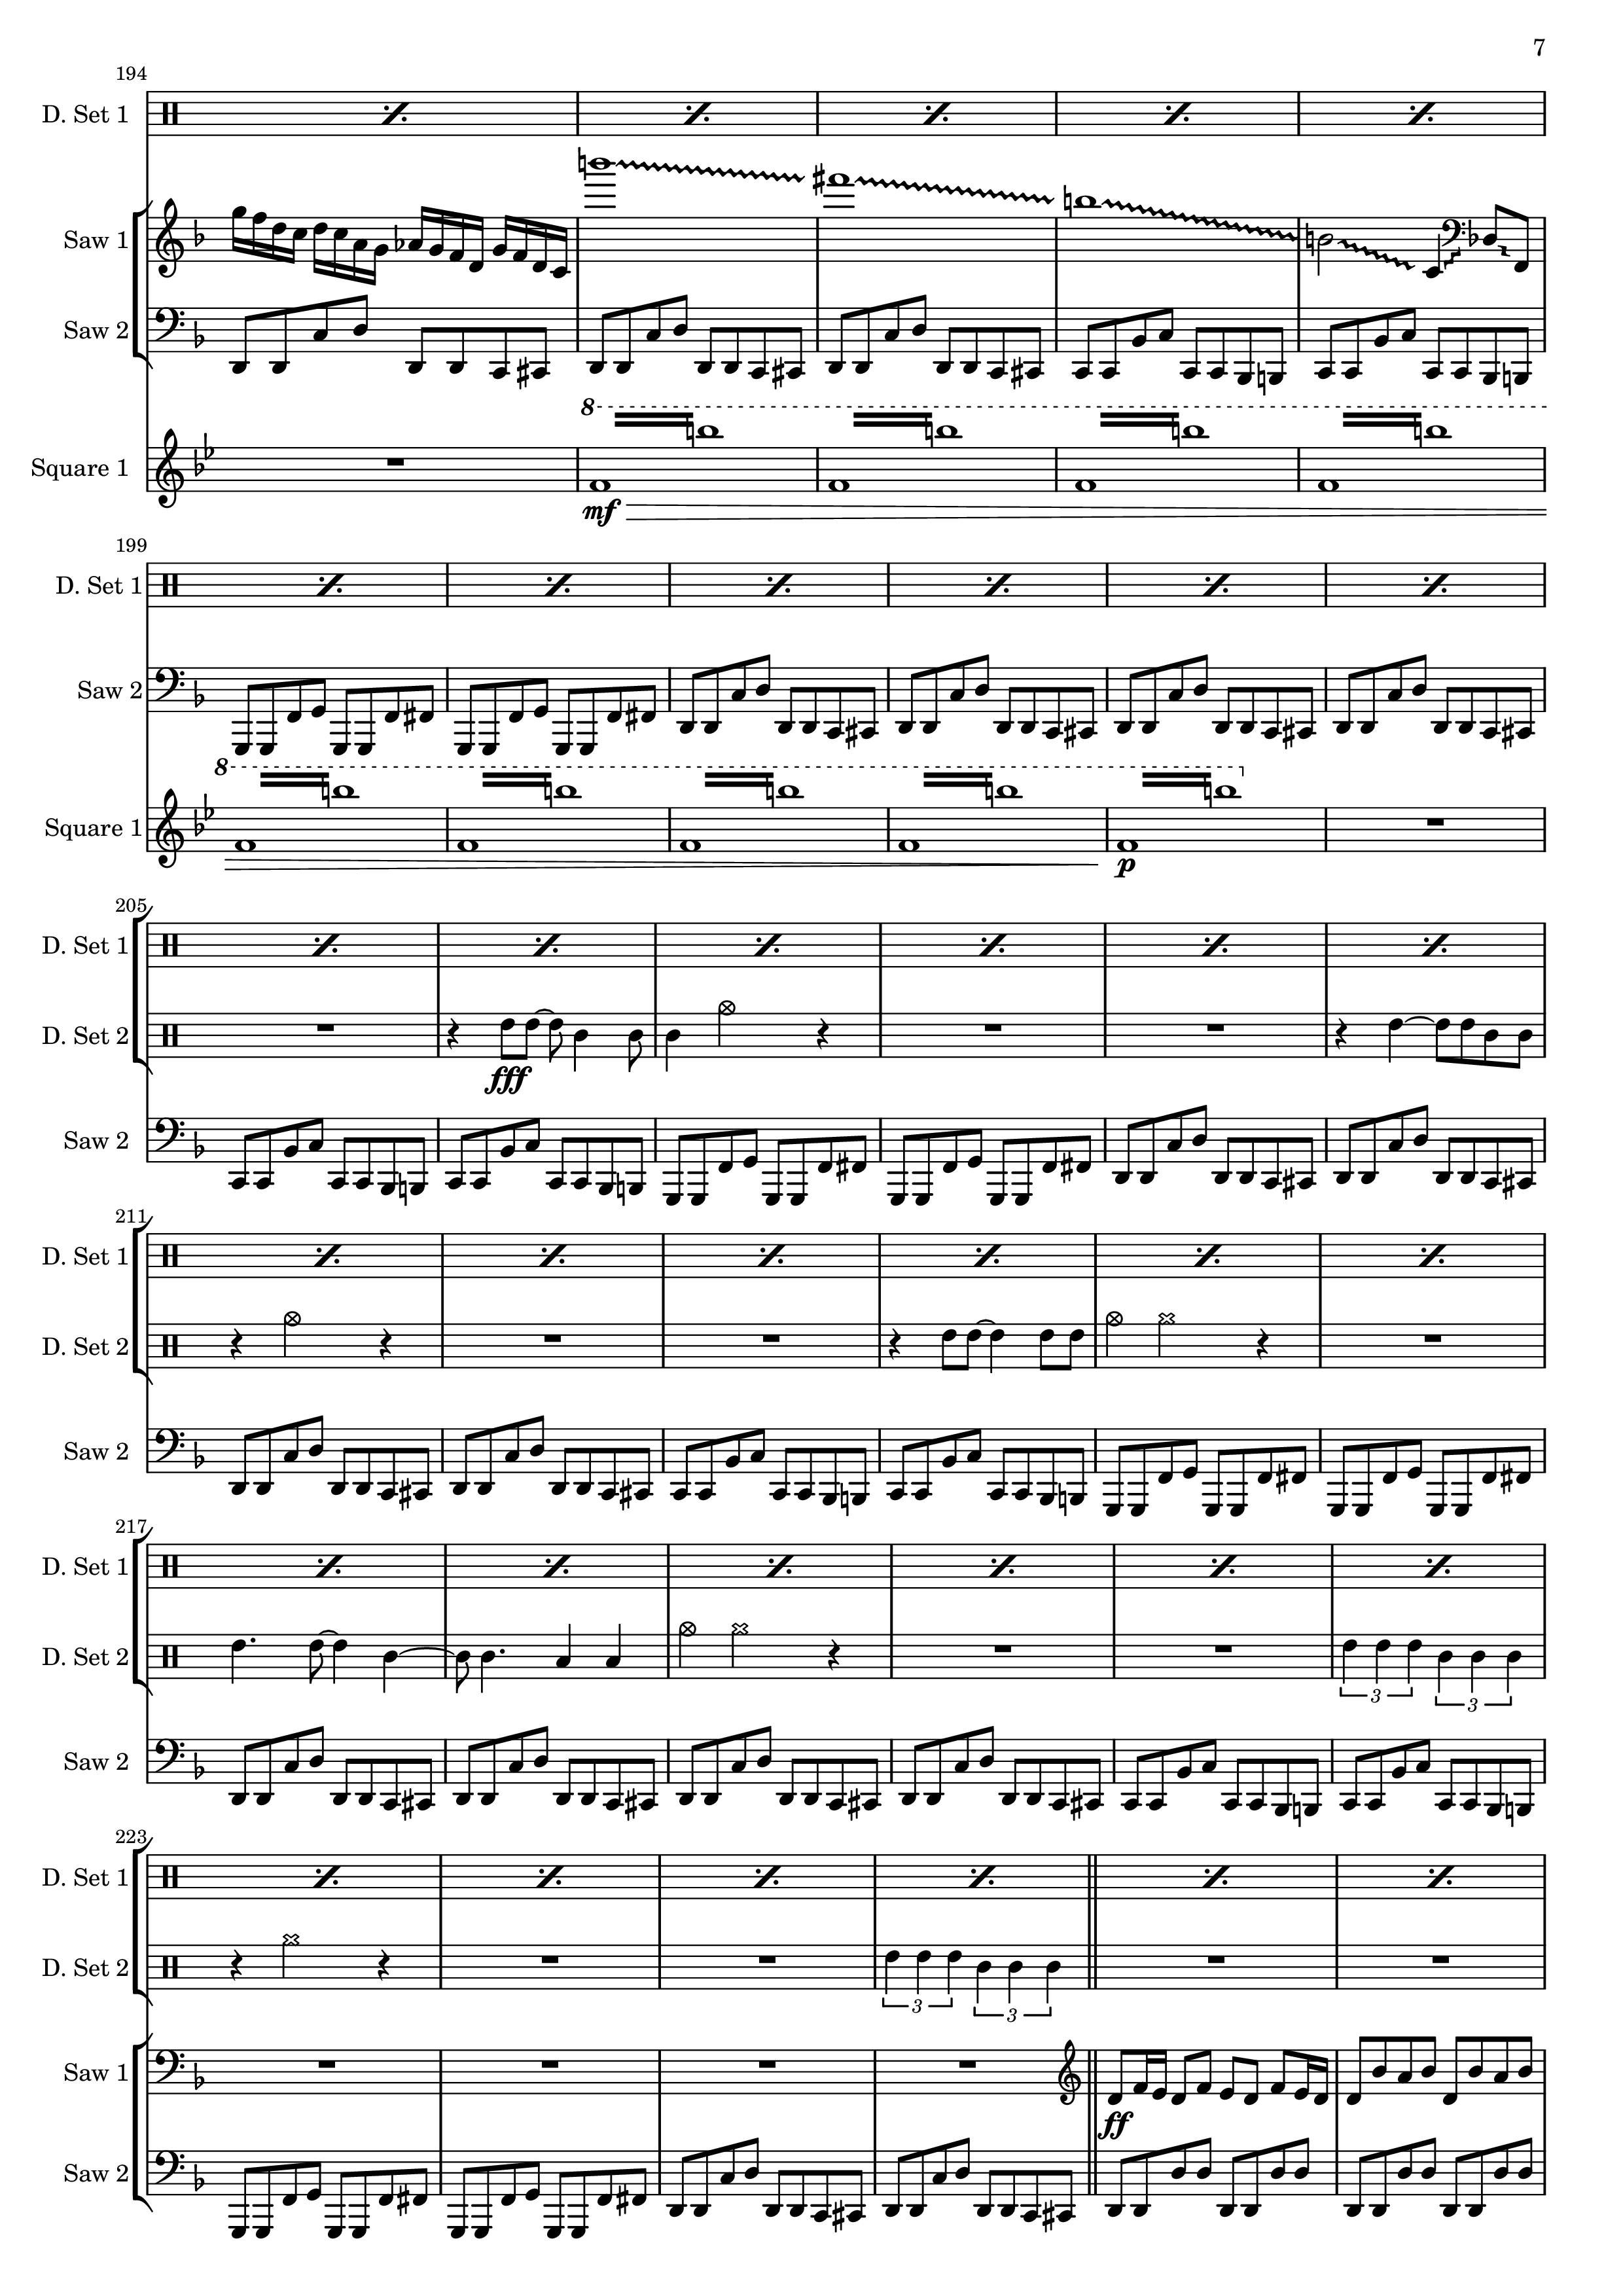 7
194
D. Set 1
Saw 1
Saw 2
8
Square 1
mf
199
D. Set 1
Saw 2
8
Square 1
p
205
D. Set 1
D. Set 2
fff
Saw 2
211
D. Set 1
D. Set 2
Saw 2
217
D. Set 1
D. Set 2
3 3
Saw 2
223
D. Set 1
D. Set 2
3 3
Saw 1
ff
Saw 2